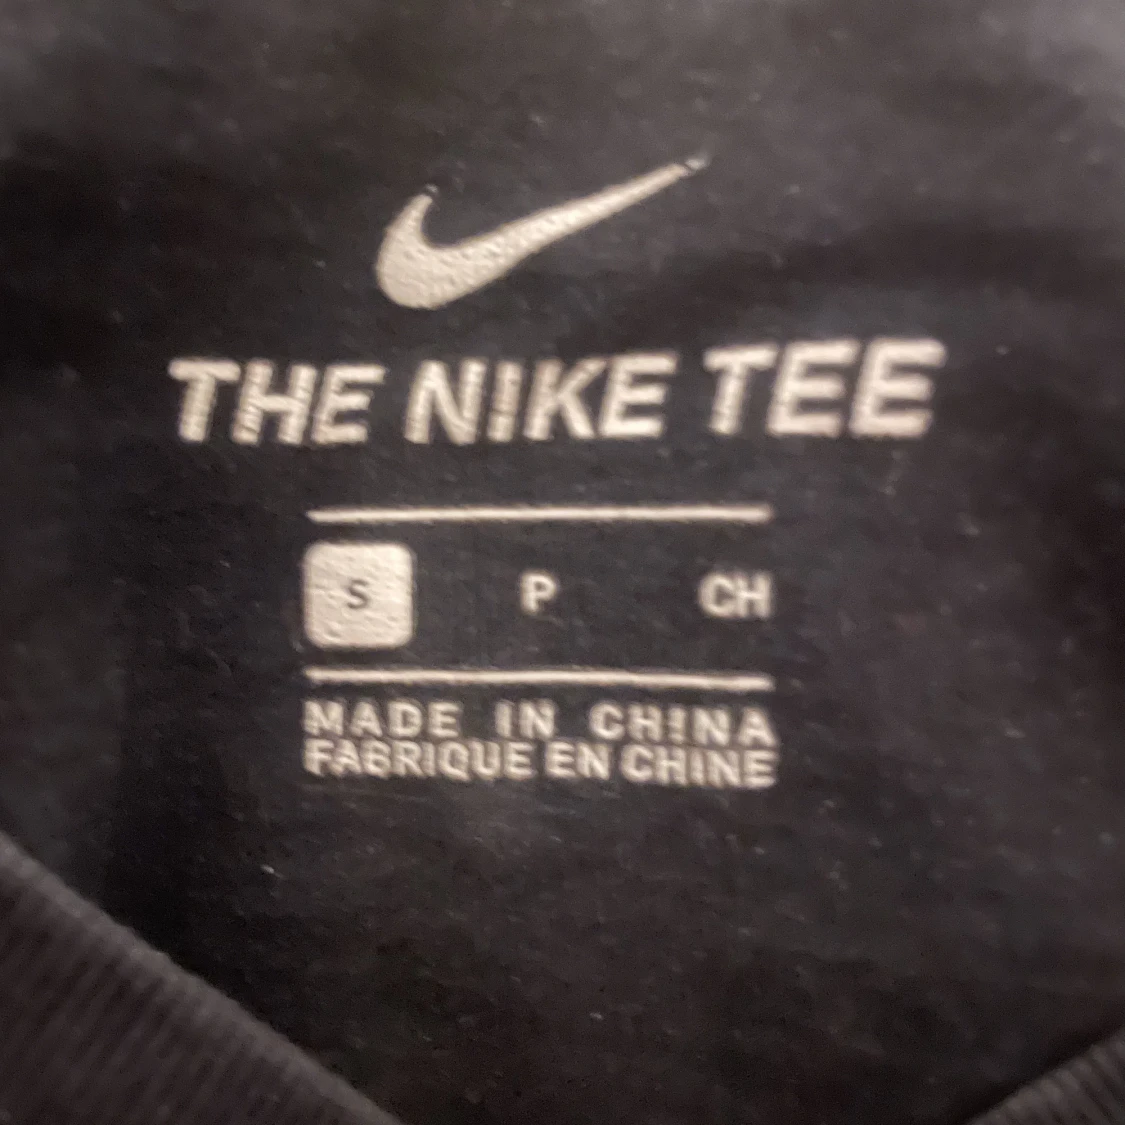 THE NIKE TEE
S P CH
MADE IN CHINA
FABRIQUE EN CHINE